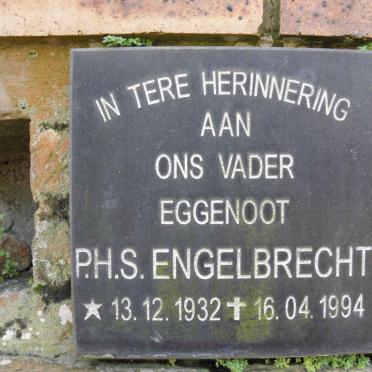 IN TERE HERINNERING
AAN
ONS VADER
EGGENOOT
P.H.S. ENGELBRECHT
★ 13.12.1932 ✝ 16.04.1994